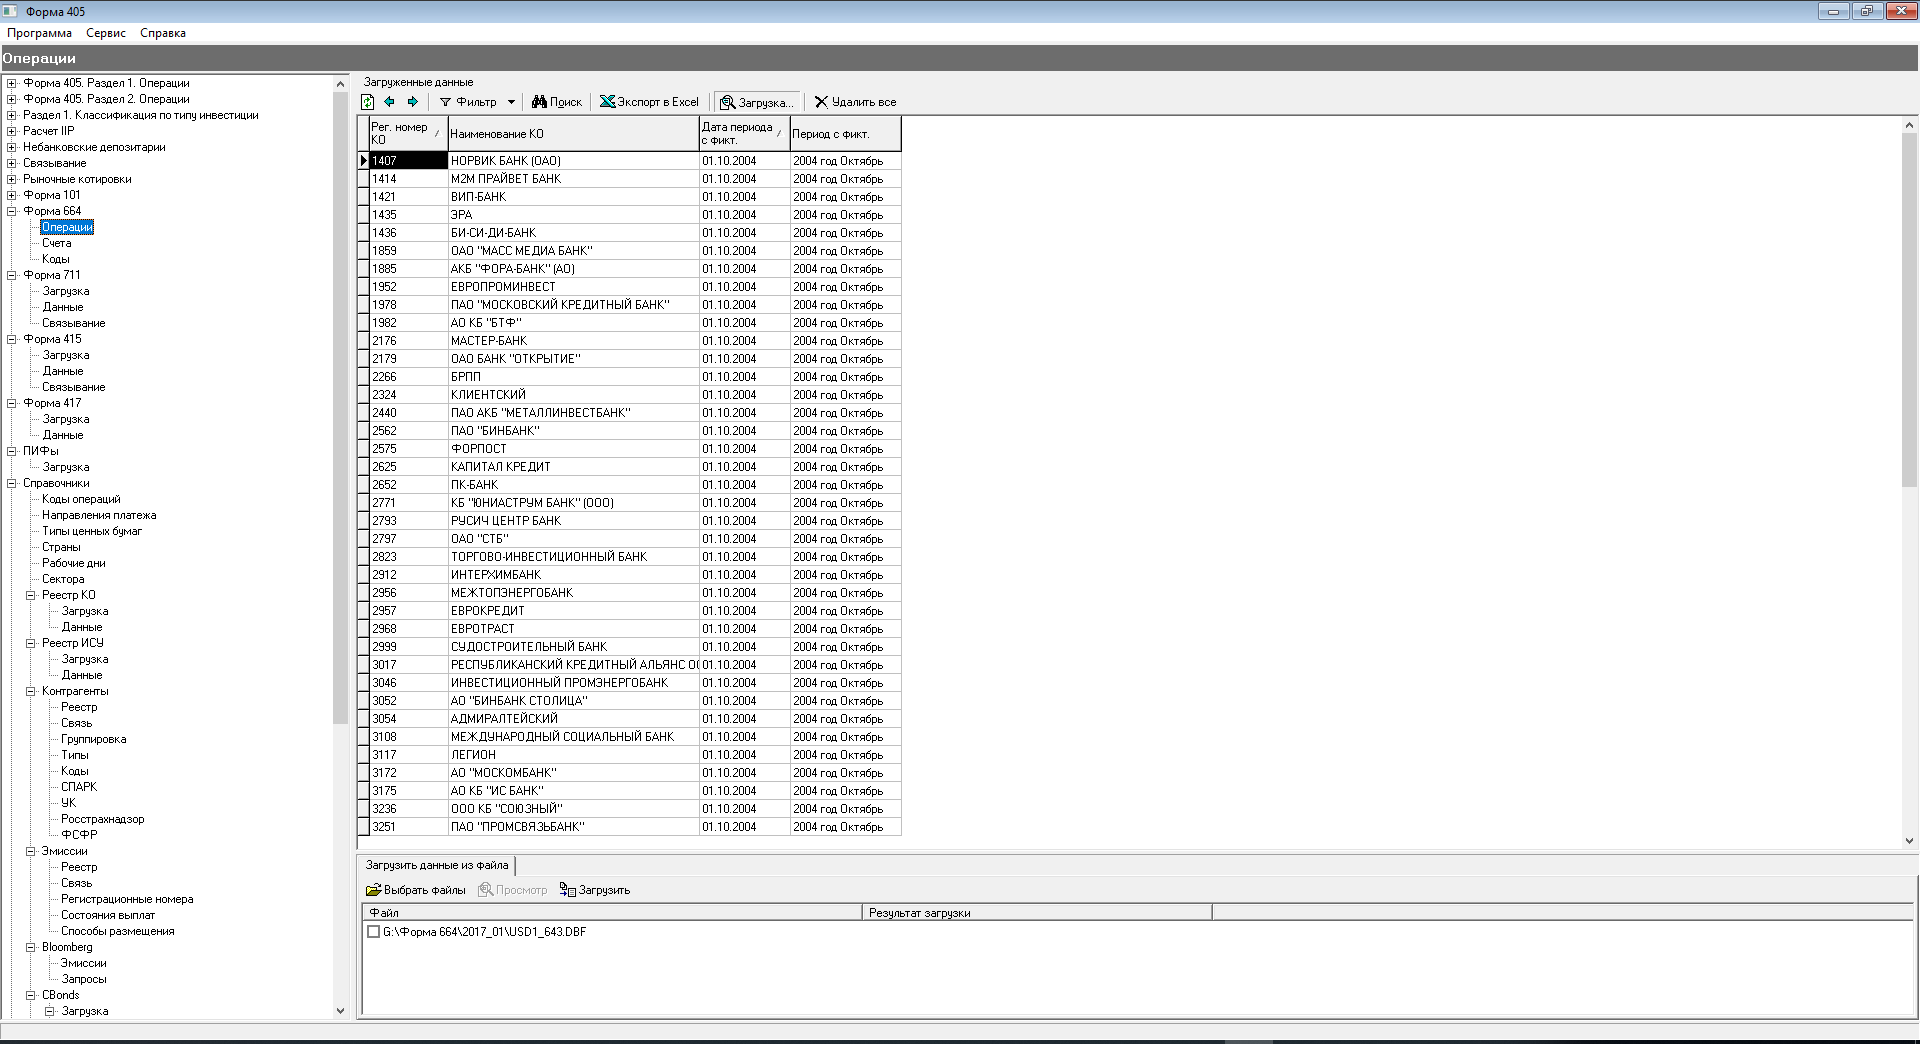 Форма 405
Программа Сервис Справка
Операции
Форма 405. Раздел 1. Операции
Форма 405. Раздел 2. Операции
Раздел 1. Классификация по типу инвестиции
Расчет IIP
Небанковские депозитарии
Связывание
Рыночные котировки
Форма 101
Форма 664
Операции
Счета
Коды
Форма 711
Загрузка
Данные
Связывание
Форма 415
Загрузка
Данные
Связывание
Форма 417
Загрузка
Данные
ПИФы
Загрузка
Справочники
Коды операций
Направления платежа
Типы ценных бумаг
Страны
Рабочие дни
Сектора
Реестр КО
Загрузка
Данные
Реестр ИСУ
Загрузка
Данные
Контрагенты
Реестр
Связь
Группировка
Типы
Коды
СПАРК
УК
Росстрахнадзор
ФСФР
Эмиссии
Реестр
Связь
Регистрационные номера
Состояния выплат
Способы размещения
Bloomberg
Эмиссии
Запросы
CBonds
Загрузка
Загруженные данные
Фильтр Поиск Экспорт в Excel Загрузка... Удалить все
Рег. номер КО Наименование КО Дата периода с фикт. Период с фикт.
1407 НОРВИК БАНК (ОАО) 01.10.2004 2004 год Октябрь
1414 М2М ПРАЙВЕТ БАНК 01.10.2004 2004 год Октябрь
1421 ВИП-БАНК 01.10.2004 2004 год Октябрь
1435 ЭРА 01.10.2004 2004 год Октябрь
1436 БИ-СИ-ДИ-БАНК 01.10.2004 2004 год Октябрь
1859 ОАО "МАСС МЕДИА БАНК" 01.10.2004 2004 год Октябрь
1885 АКБ "ФОРА-БАНК" (АО) 01.10.2004 2004 год Октябрь
1952 ЕВРОПРОМИНВЕСТ 01.10.2004 2004 год Октябрь
1978 ПАО "МОСКОВСКИЙ КРЕДИТНЫЙ БАНК" 01.10.2004 2004 год Октябрь
1982 АО КБ "БТФ" 01.10.2004 2004 год Октябрь
2176 МАСТЕР-БАНК 01.10.2004 2004 год Октябрь
2179 ОАО БАНК "ОТКРЫТИЕ" 01.10.2004 2004 год Октябрь
2266 БРПП 01.10.2004 2004 год Октябрь
2324 КЛИЕНТСКИЙ 01.10.2004 2004 год Октябрь
2440 ПАО АКБ "МЕТАЛЛИНВЕСТБАНК" 01.10.2004 2004 год Октябрь
2562 ПАО "БИНБАНК" 01.10.2004 2004 год Октябрь
2575 ФОРПОСТ 01.10.2004 2004 год Октябрь
2625 КАПИТАЛ КРЕДИТ 01.10.2004 2004 год Октябрь
2652 ПК-БАНК 01.10.2004 2004 год Октябрь
2771 КБ "ЮНИАСТРУМ БАНК" (ООО) 01.10.2004 2004 год Октябрь
2793 РУСИЧ ЦЕНТР БАНК 01.10.2004 2004 год Октябрь
2797 ОАО "СТБ" 01.10.2004 2004 год Октябрь
2823 ТОРГОВО-ИНВЕСТИЦИОННЫЙ БАНК 01.10.2004 2004 год Октябрь
2912 ИНТЕРХИМБАНК 01.10.2004 2004 год Октябрь
2956 МЕЖТОПЭНЕРГОБАНК 01.10.2004 2004 год Октябрь
2957 ЕВРОКРЕДИТ 01.10.2004 2004 год Октябрь
2968 ЕВРОТРАСТ 01.10.2004 2004 год Октябрь
2999 СУДОСТРОИТЕЛЬНЫЙ БАНК 01.10.2004 2004 год Октябрь
3017 РЕСПУБЛИКАНСКИЙ КРЕДИТНЫЙ АЛЬЯНС ОО 01.10.2004 2004 год Октябрь
3046 ИНВЕСТИЦИОННЫЙ ПРОМЭНЕРГОБАНК 01.10.2004 2004 год Октябрь
3052 АО "БИНБАНК СТОЛИЦА" 01.10.2004 2004 год Октябрь
3054 АДМИРАЛТЕЙСКИЙ 01.10.2004 2004 год Октябрь
3108 МЕЖДУНАРОДНЫЙ СОЦИАЛЬНЫЙ БАНК 01.10.2004 2004 год Октябрь
3117 ЛЕГИОН 01.10.2004 2004 год Октябрь
3172 АО "МОСКОМБАНК" 01.10.2004 2004 год Октябрь
3175 АО КБ "ИС БАНК" 01.10.2004 2004 год Октябрь
3236 ООО КБ "СОЮЗНЫЙ" 01.10.2004 2004 год Октябрь
3251 ПАО "ПРОМСВЯЗЬБАНК" 01.10.2004 2004 год Октябрь
Загрузить данные из файла
Выбрать файлы Просмотр Загрузить
Файл Результат загрузки
G:\Форма 664\2017_01\USD1_643.DBF